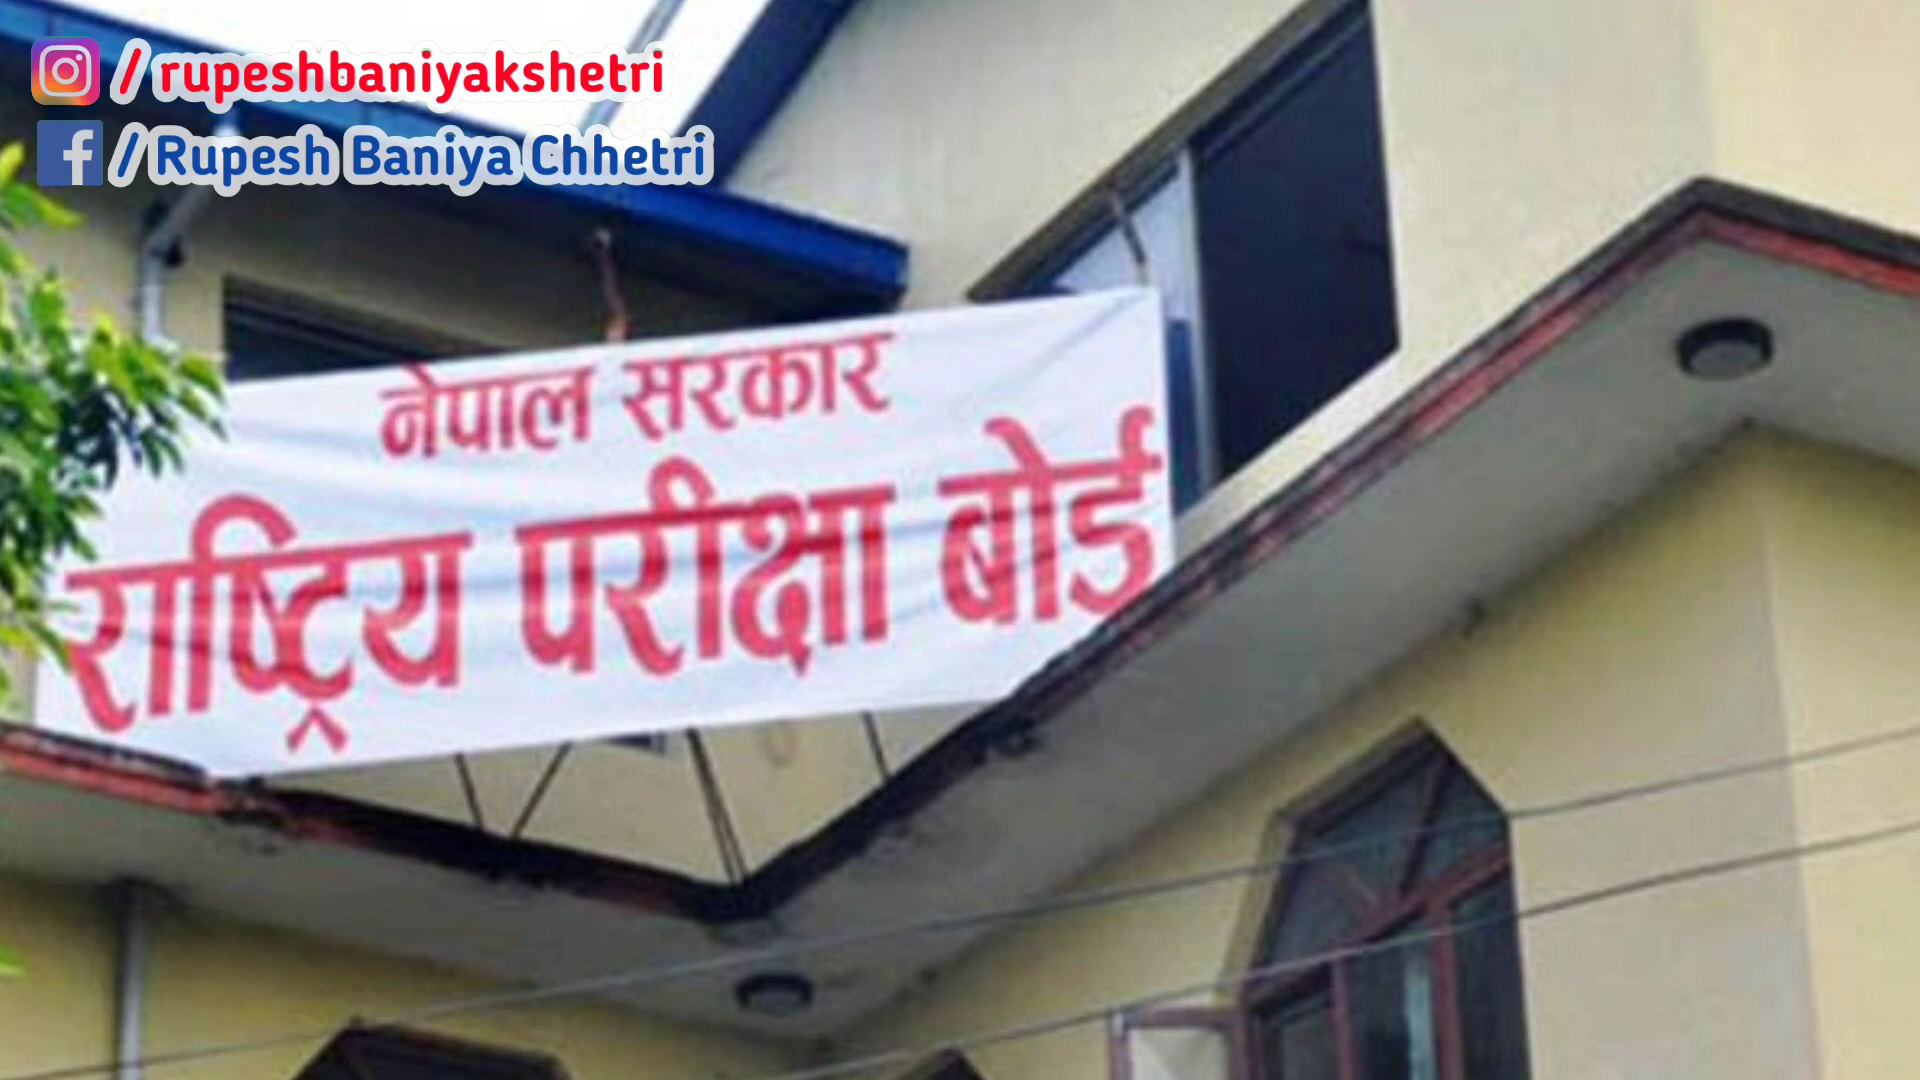 / rupeshbaniyakshetri
/ Rupesh Baniya Chhetri
नेपाल सरकार
राष्ट्रिय परीक्षा बोर्ड